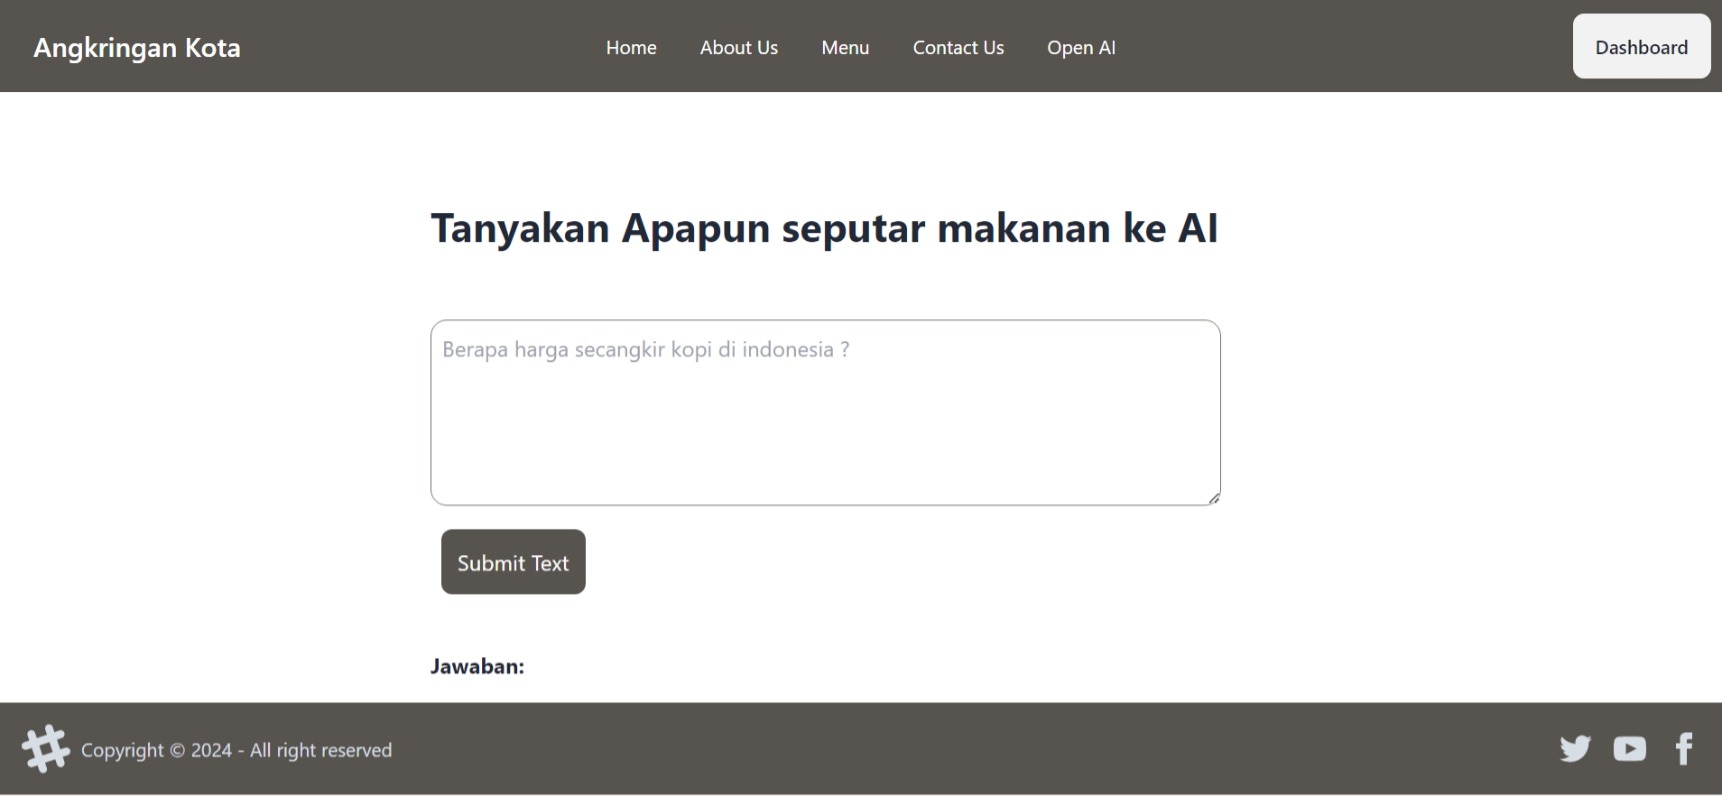 Angkringan Kota Home About Us Menu Contact Us Open AI Dashboard
Tanyakan Apapun seputar makanan ke AI
Berapa harga secangkir kopi di indonesia ?
Submit Text
Jawaban:
Copyright © 2024 - All right reserved